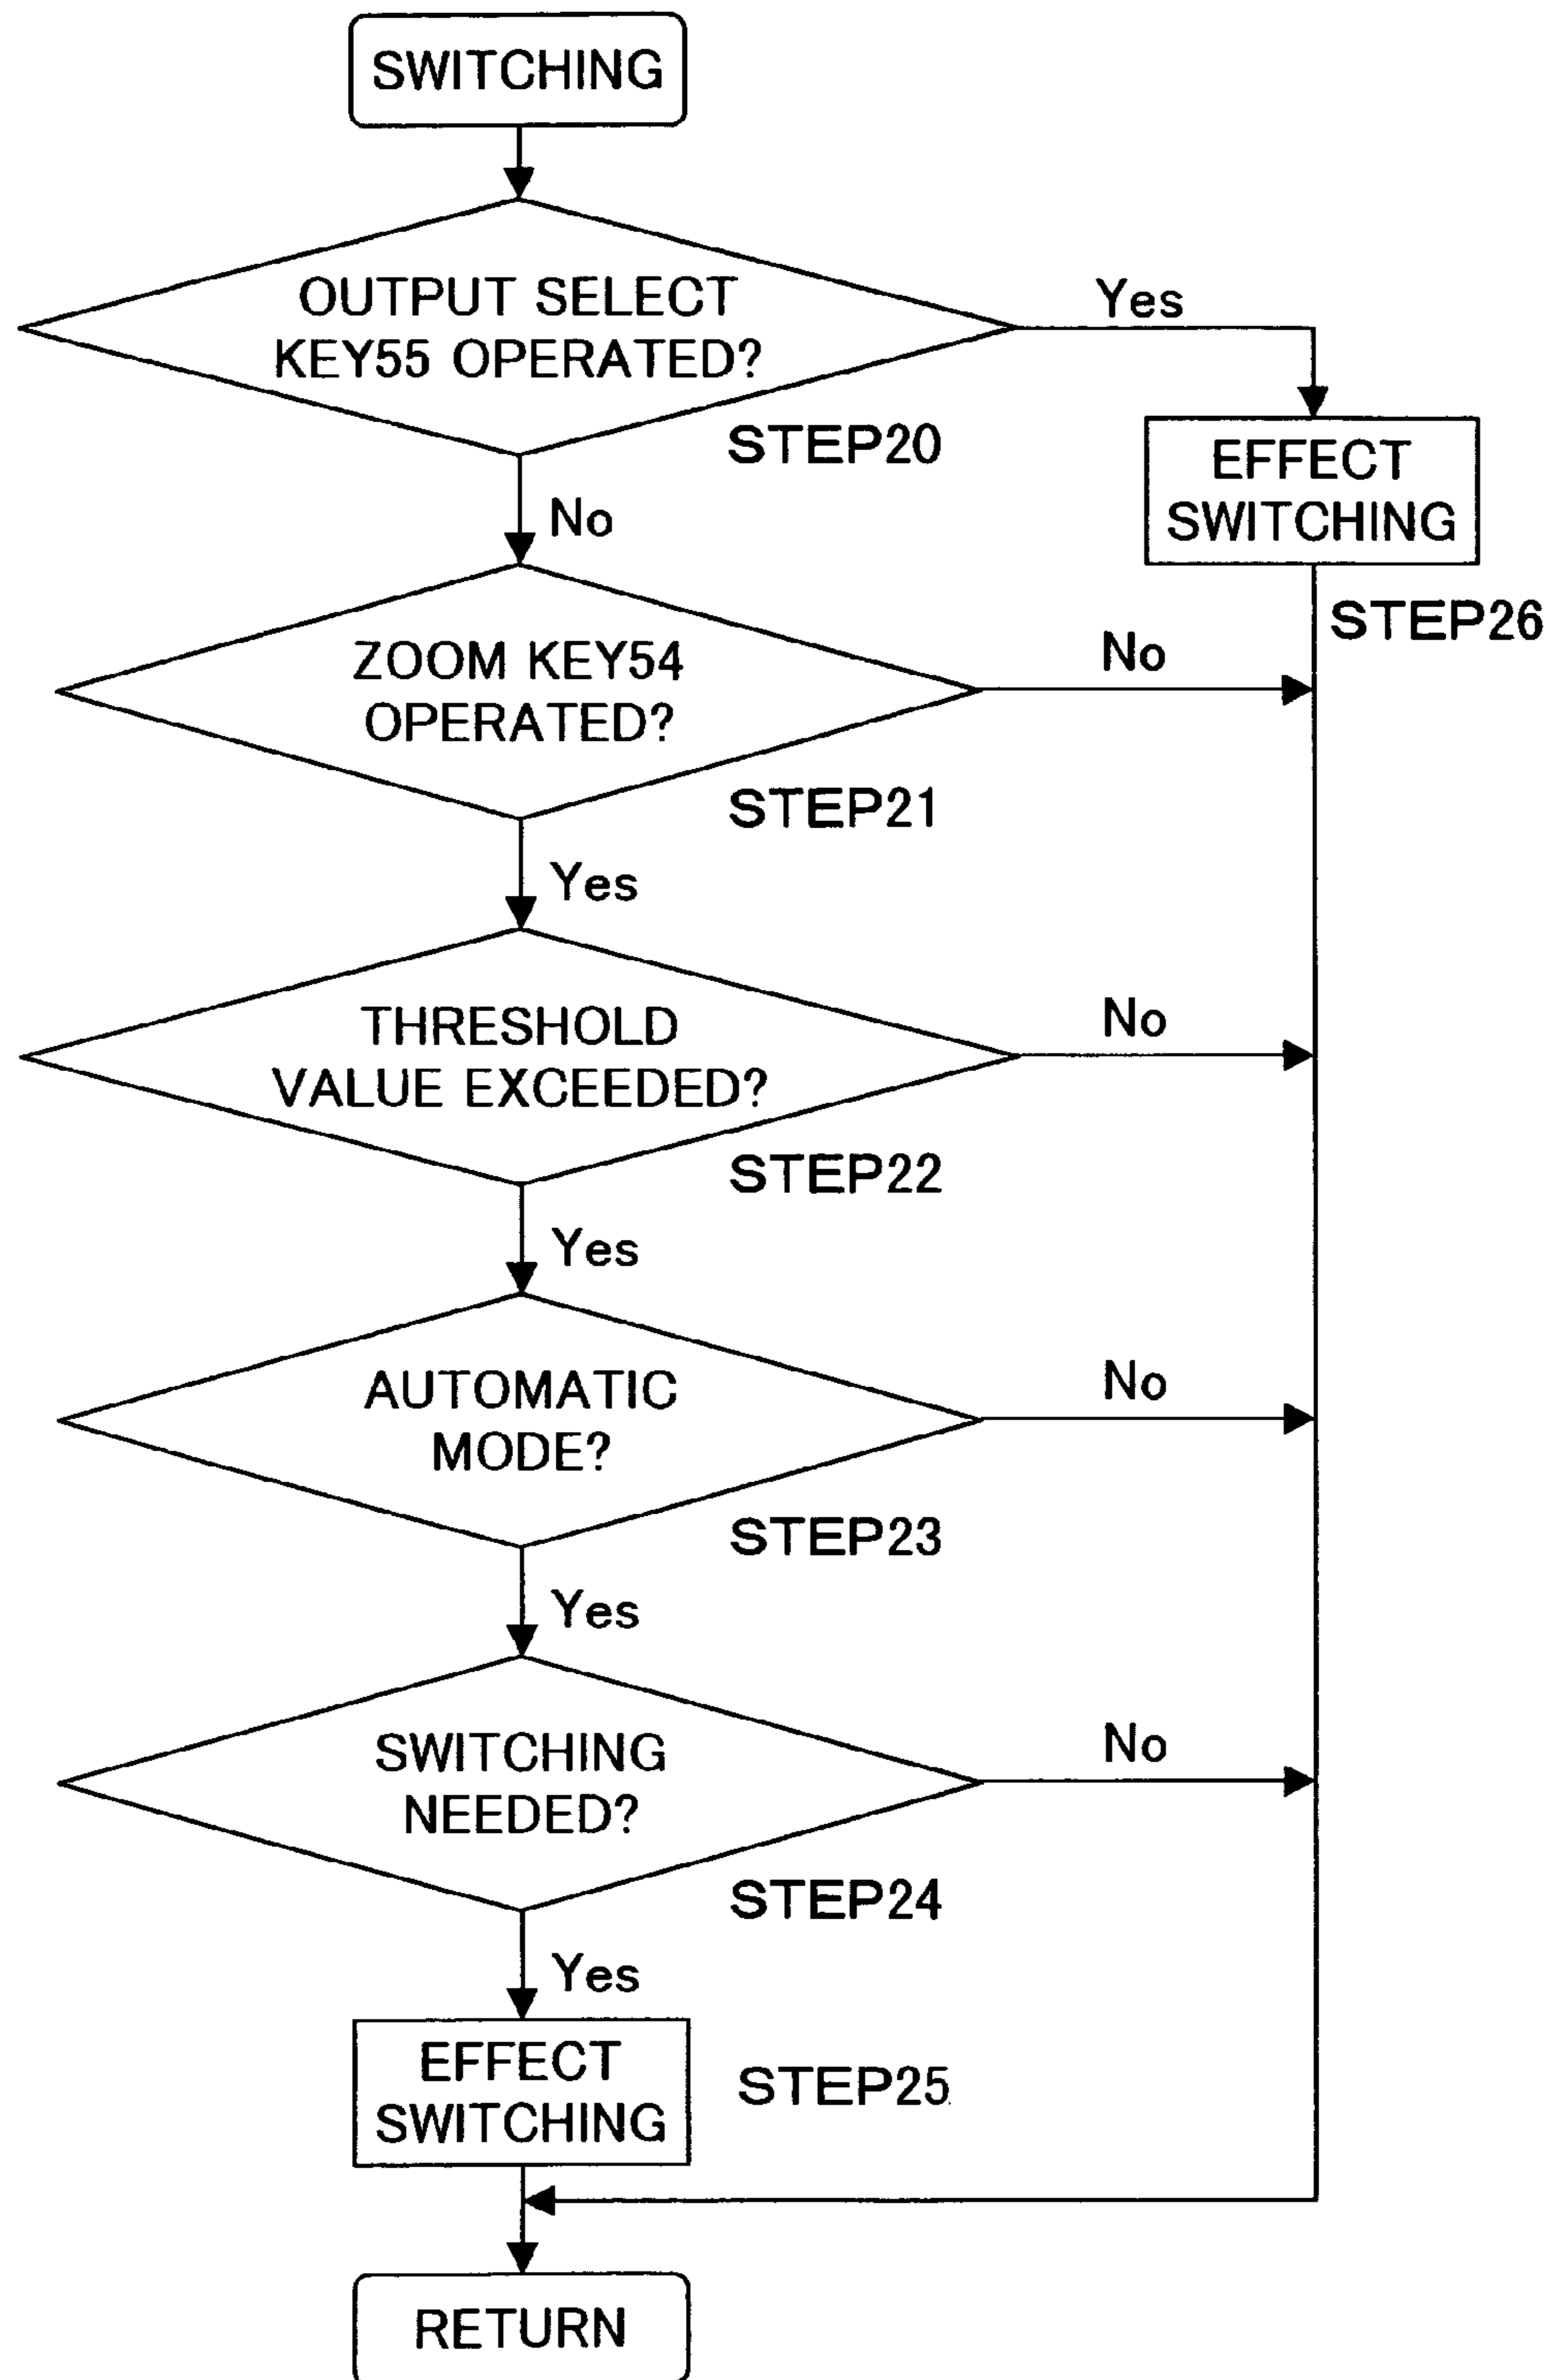 SWITCHING
OUTPUT SELECT
KEY55 OPERATED?
Yes
STEP20
EFFECT
SWITCHING
No
STEP26
ZOOM KEY54
OPERATED?
No
STEP21
Yes
THRESHOLD
VALUE EXCEEDED?
No
STEP22
Yes
AUTOMATIC
MODE?
No
STEP23
Yes
SWITCHING
NEEDED?
No
STEP24
Yes
EFFECT
SWITCHING
STEP25
RETURN